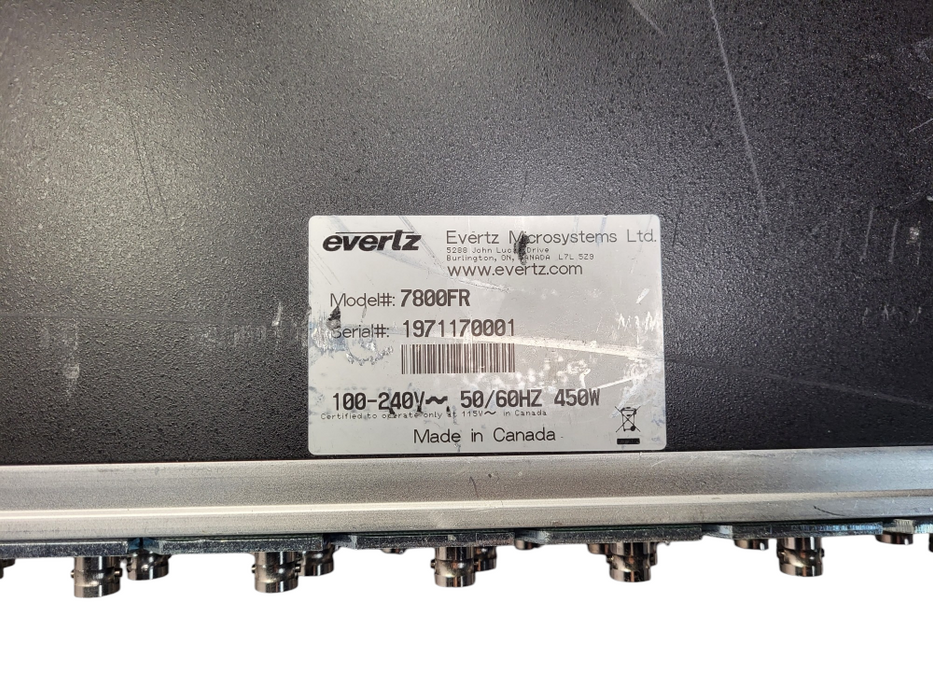 evertz
Evertz Microsystems Ltd.
5288 John Lucas Drive
Burlington, ON, CANADA L7L 5Z9
www.evertz.com
Model#: 7800FR
Serial#: 1971170001
100-240V~ 50/60HZ 450W
Certified to operate only at 115V~ in Canada
Made in Canada